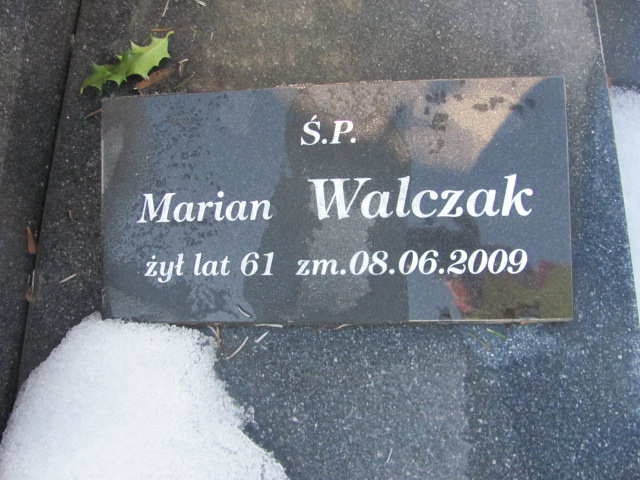 Ś.P.
Marian Walczak
żył lat 61 zm.08.06.2009